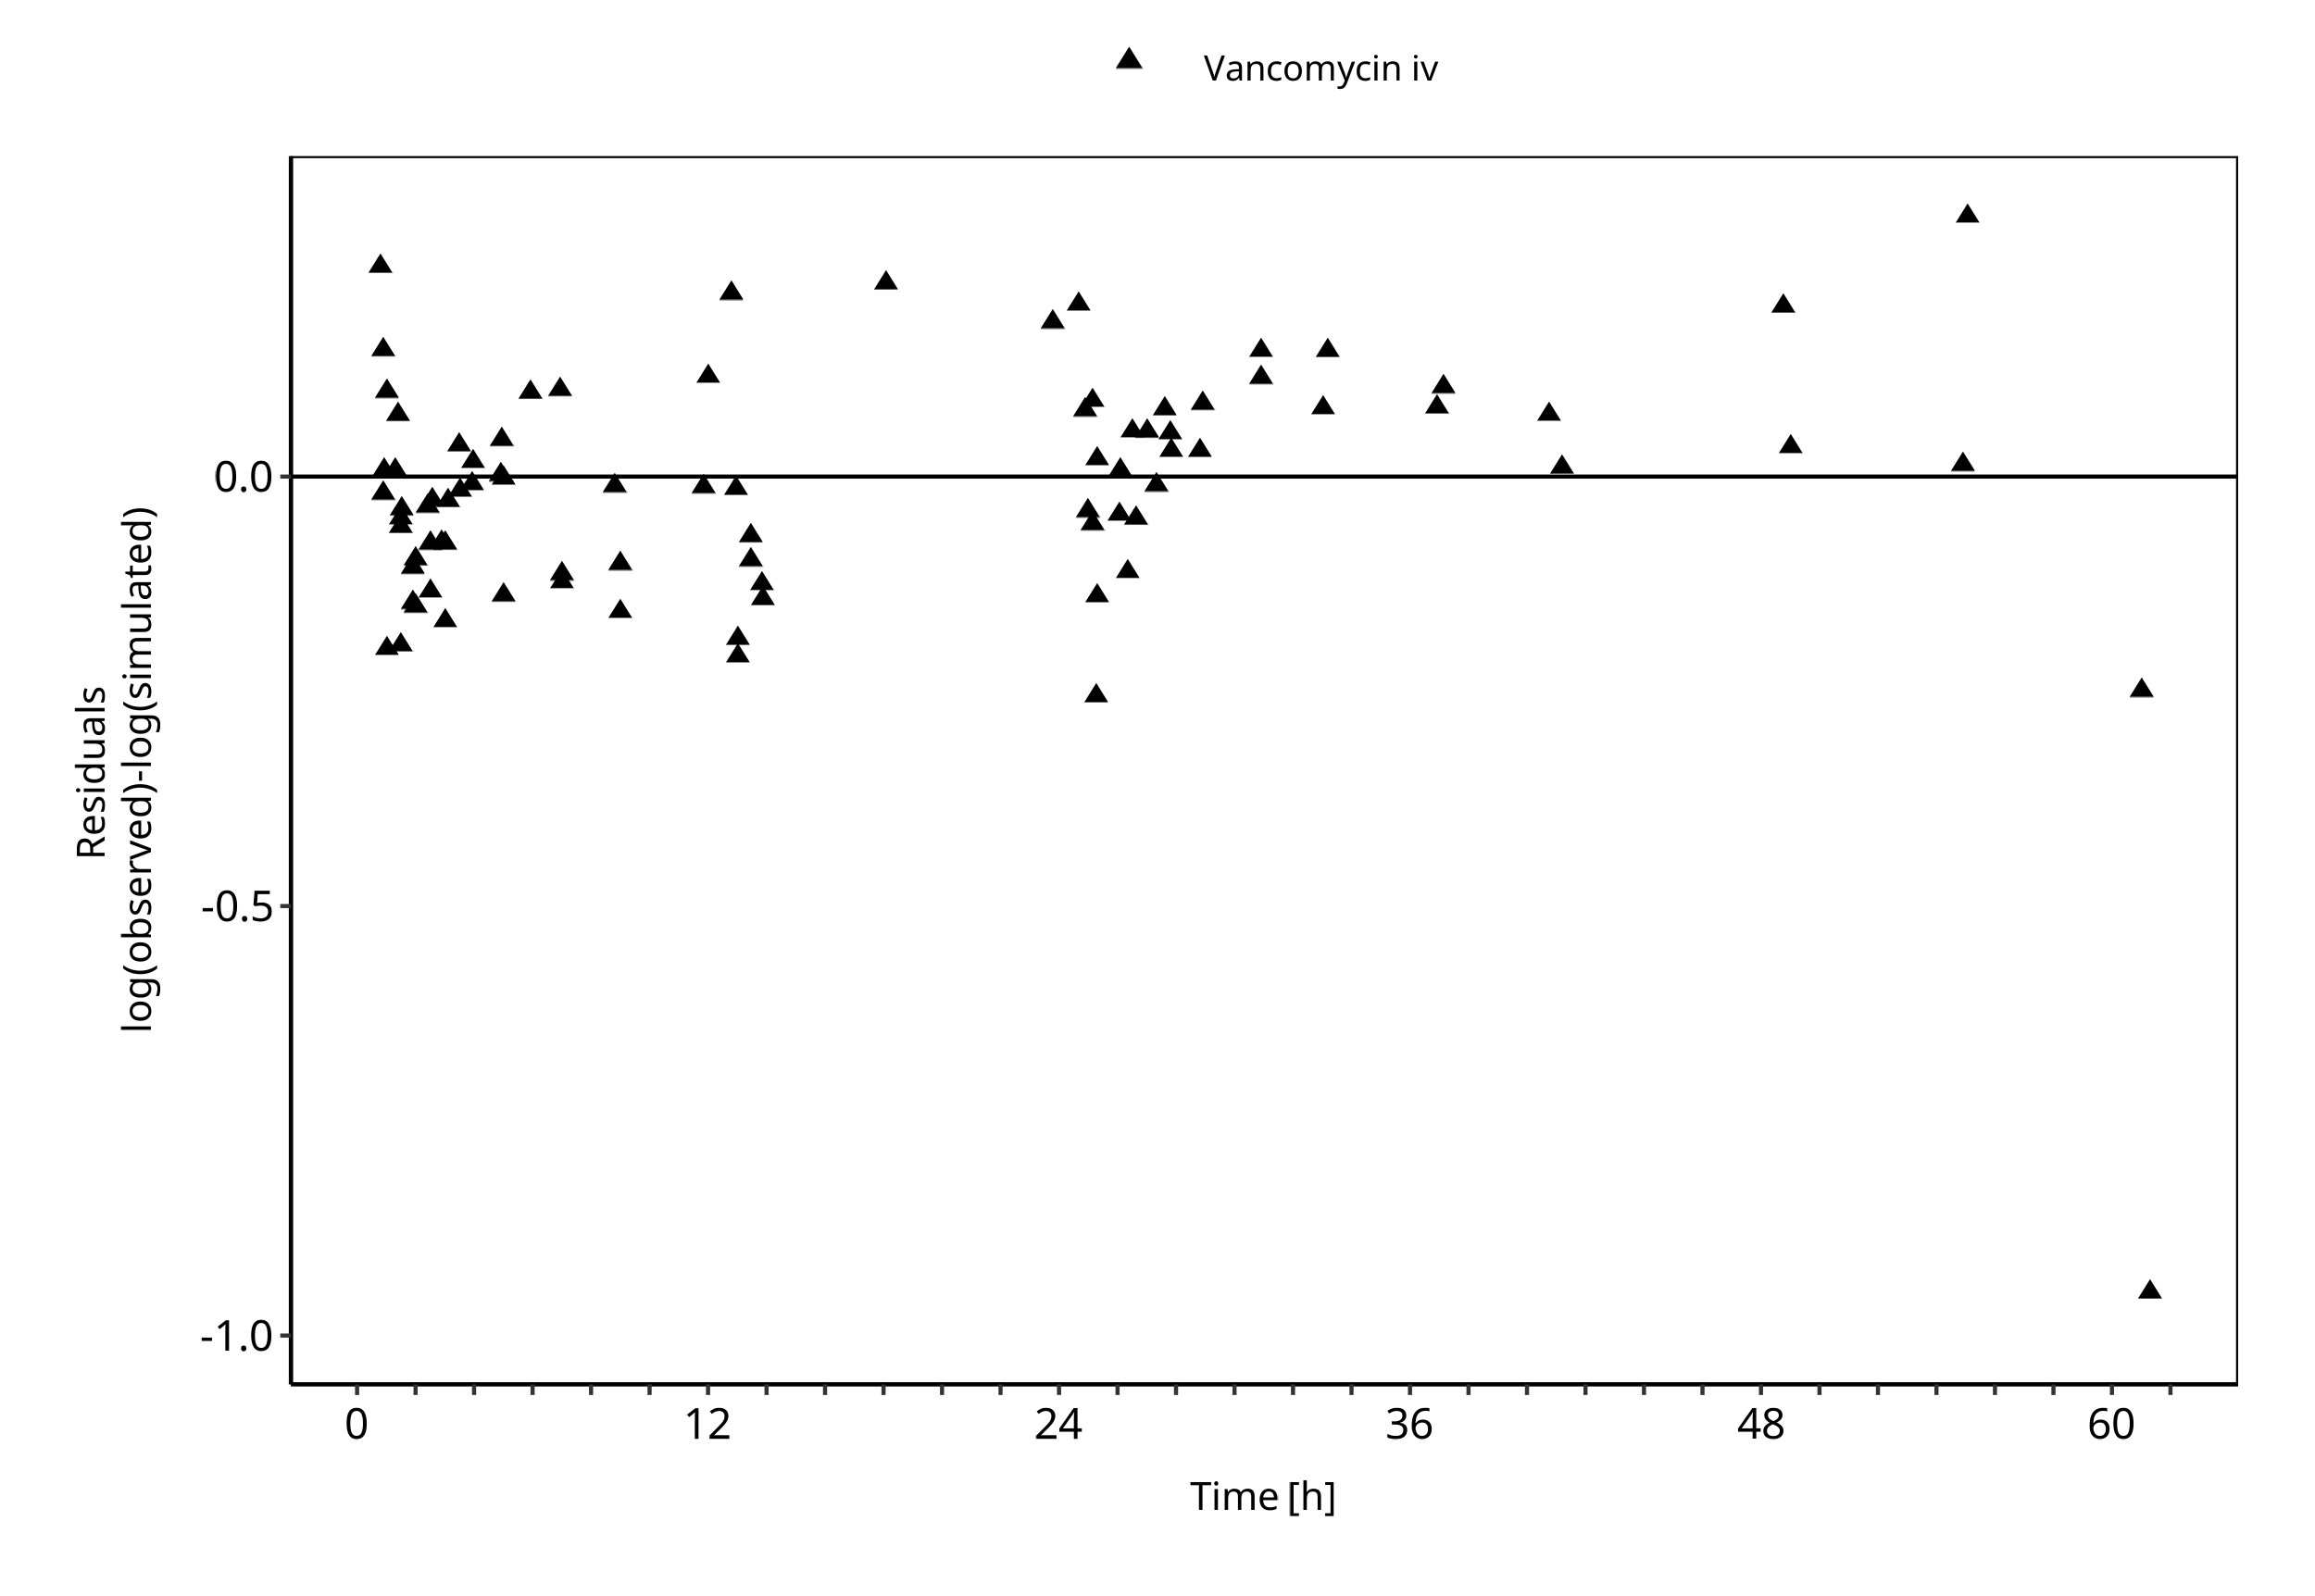 Vancomycin iv
Residuals
log(observed)-log(simulated)
0.0
-0.5
-1.0
0 12 24 36 48 60
Time [h]